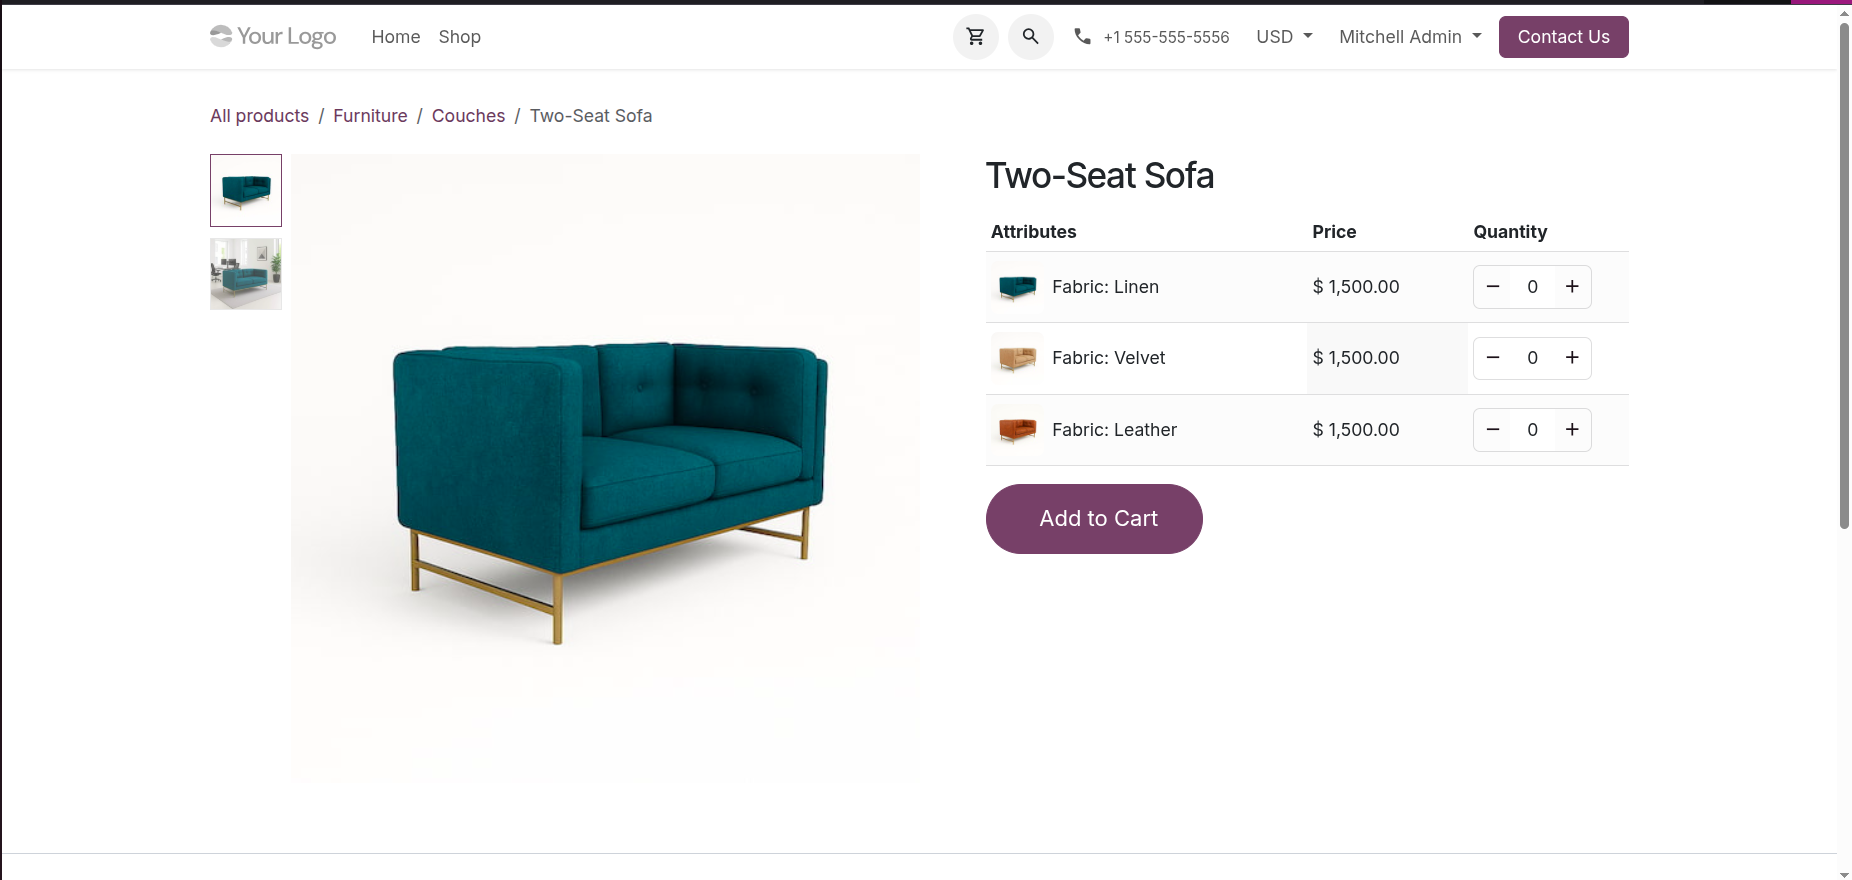 Your Logo Home Shop +1 555-555-5556 USD Mitchell Admin Contact Us
All products / Furniture / Couches / Two-Seat Sofa
Two-Seat Sofa
Attributes Price Quantity
Fabric: Linen $ 1,500.00 − 0 +
Fabric: Velvet $ 1,500.00 − 0 +
Fabric: Leather $ 1,500.00 − 0 +
Add to Cart